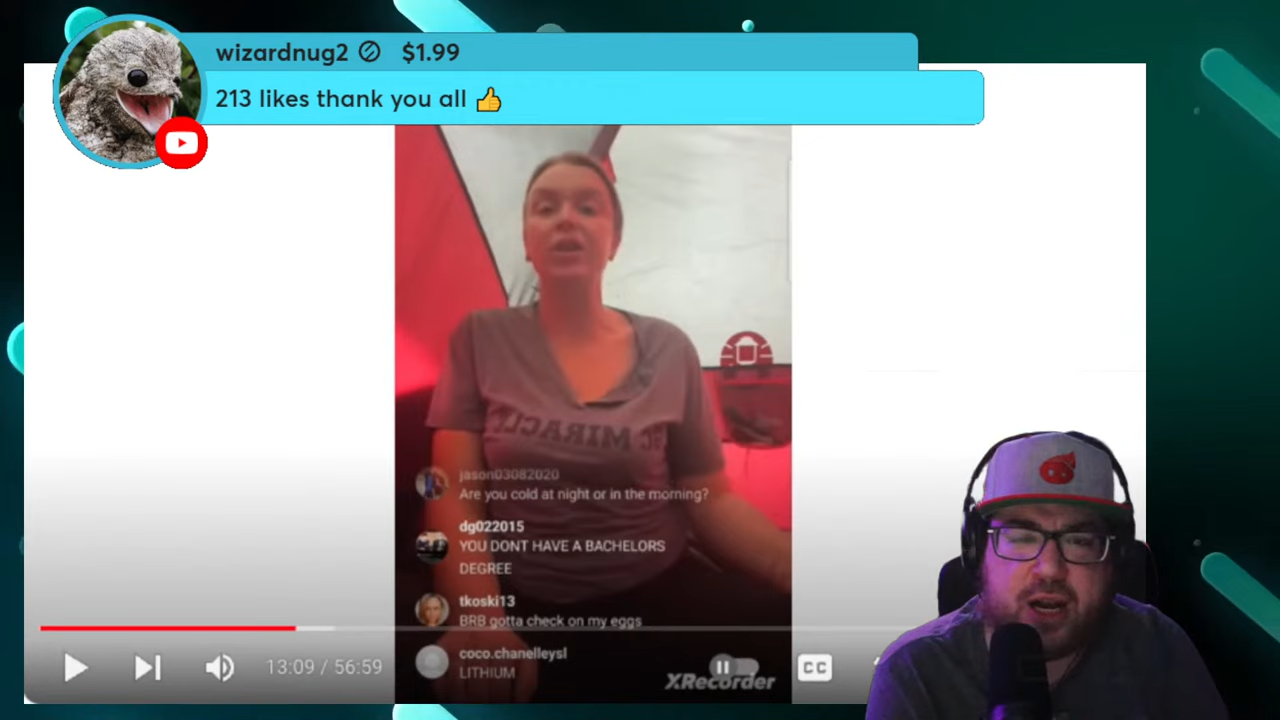 wizardnug2 $1.99
213 likes thank you all 👍
MIRACL
jason03082020
Are you cold at night or in the morning?
dg022015
YOU DONT HAVE A BACHELORS
DEGREE
tkoski13
BRB gotta check on my eggs
coco.chanelleysl
LITHIUM
13:09 / 56:59
XRecorder
CC